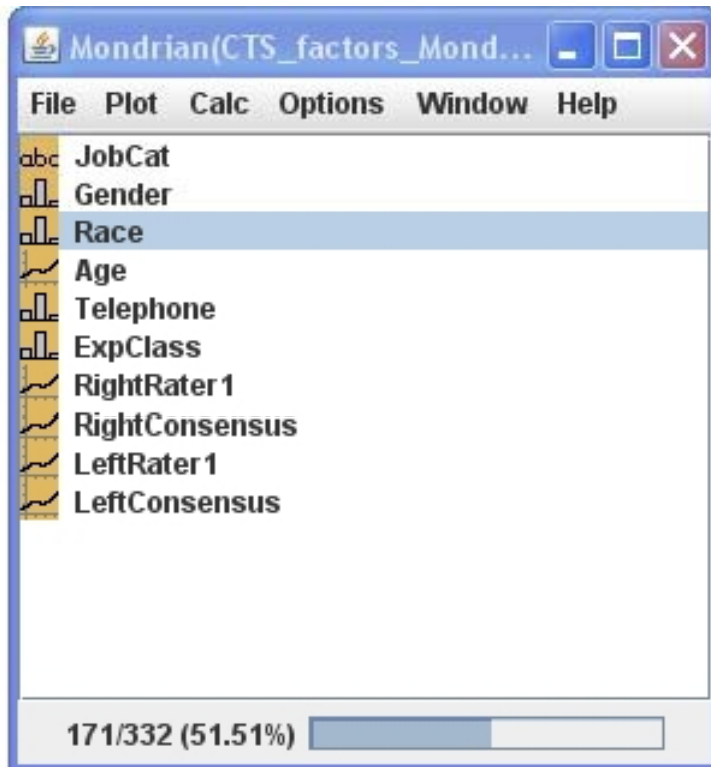 Mondrian(CTS_factors_Mond...
File Plot Calc Options Window Help
abc JobCat
Gender
Race
Age
Telephone
ExpClass
RightRater1
RightConsensus
LeftRater1
LeftConsensus
171/332 (51.51%)